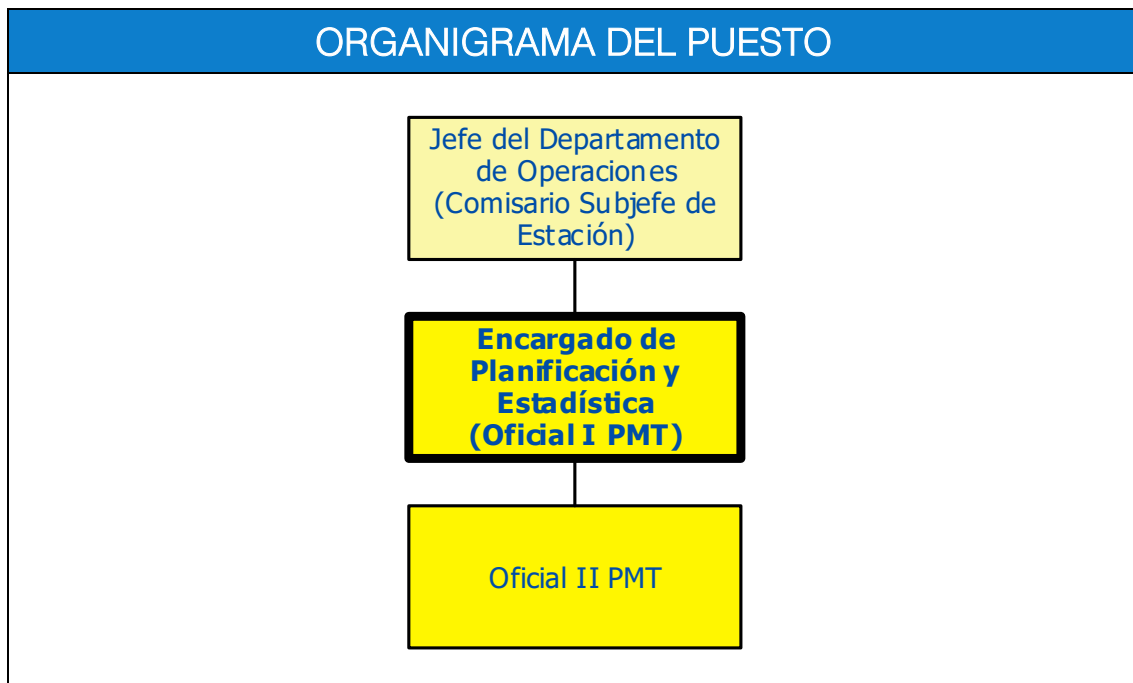 ORGANIGRAMA DEL PUESTO
Jefe del Departamento
de Operaciones
(Comisario Subjefe de
Estación)
Encargado de
Planificación y
Estadística
(Oficial I PMT)
Oficial II PMT